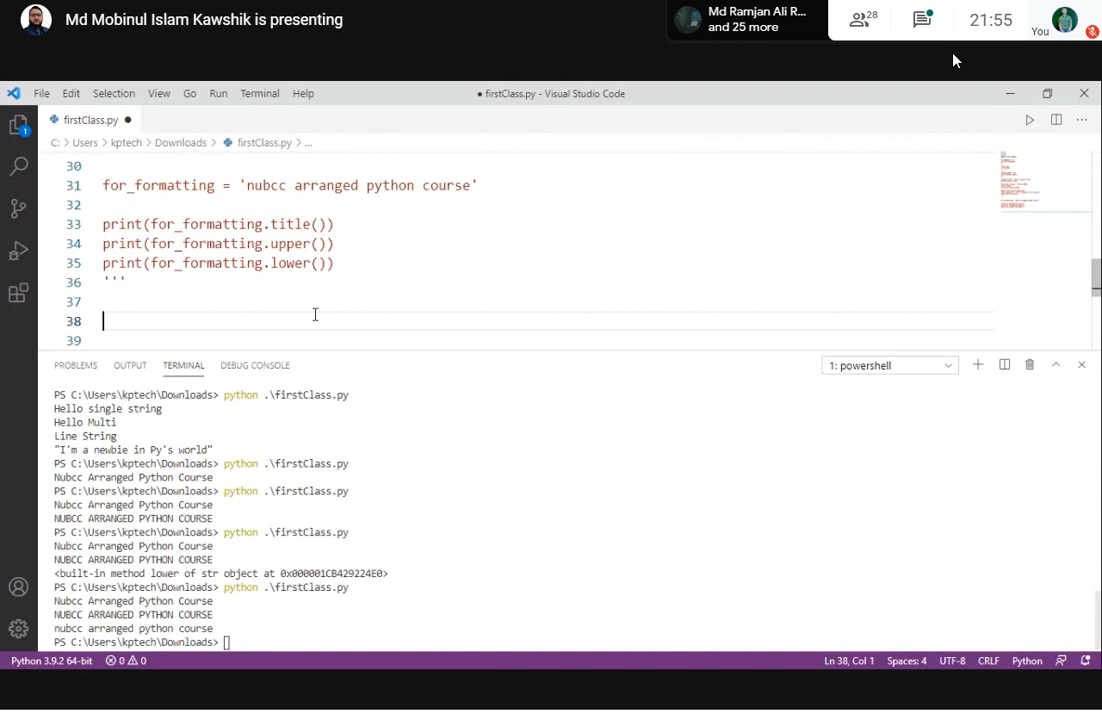 Md Mobinul Islam Kawshik is presenting
Md Ramjan Ali R...
and 25 more
28
21:55
You
File Edit Selection View Go Run Terminal Help
● firstClass.py - Visual Studio Code
firstClass.py ●
C: > Users > kptech > Downloads > firstClass.py > ...
1
30
31 for_formatting = 'nubcc arranged python course'
32
33 print(for_formatting.title())
34 print(for_formatting.upper())
35 print(for_formatting.lower())
36 '''
37
38
39
PROBLEMS OUTPUT TERMINAL DEBUG CONSOLE
1: powershell
PS C:\Users\kptech\Downloads> python .\firstClass.py
Hello single string
Hello Multi
Line String
"I'm a newbie in Py's world"
PS C:\Users\kptech\Downloads> python .\firstClass.py
Nubcc Arranged Python Course
PS C:\Users\kptech\Downloads> python .\firstClass.py
Nubcc Arranged Python Course
NUBCC ARRANGED PYTHON COURSE
PS C:\Users\kptech\Downloads> python .\firstClass.py
Nubcc Arranged Python Course
NUBCC ARRANGED PYTHON COURSE
<built-in method lower of str object at 0x000001CB429224E0>
PS C:\Users\kptech\Downloads> python .\firstClass.py
Nubcc Arranged Python Course
NUBCC ARRANGED PYTHON COURSE
nubcc arranged python course
PS C:\Users\kptech\Downloads>
Python 3.9.2 64-bit 0 0 Ln 38, Col 1 Spaces: 4 UTF-8 CRLF Python